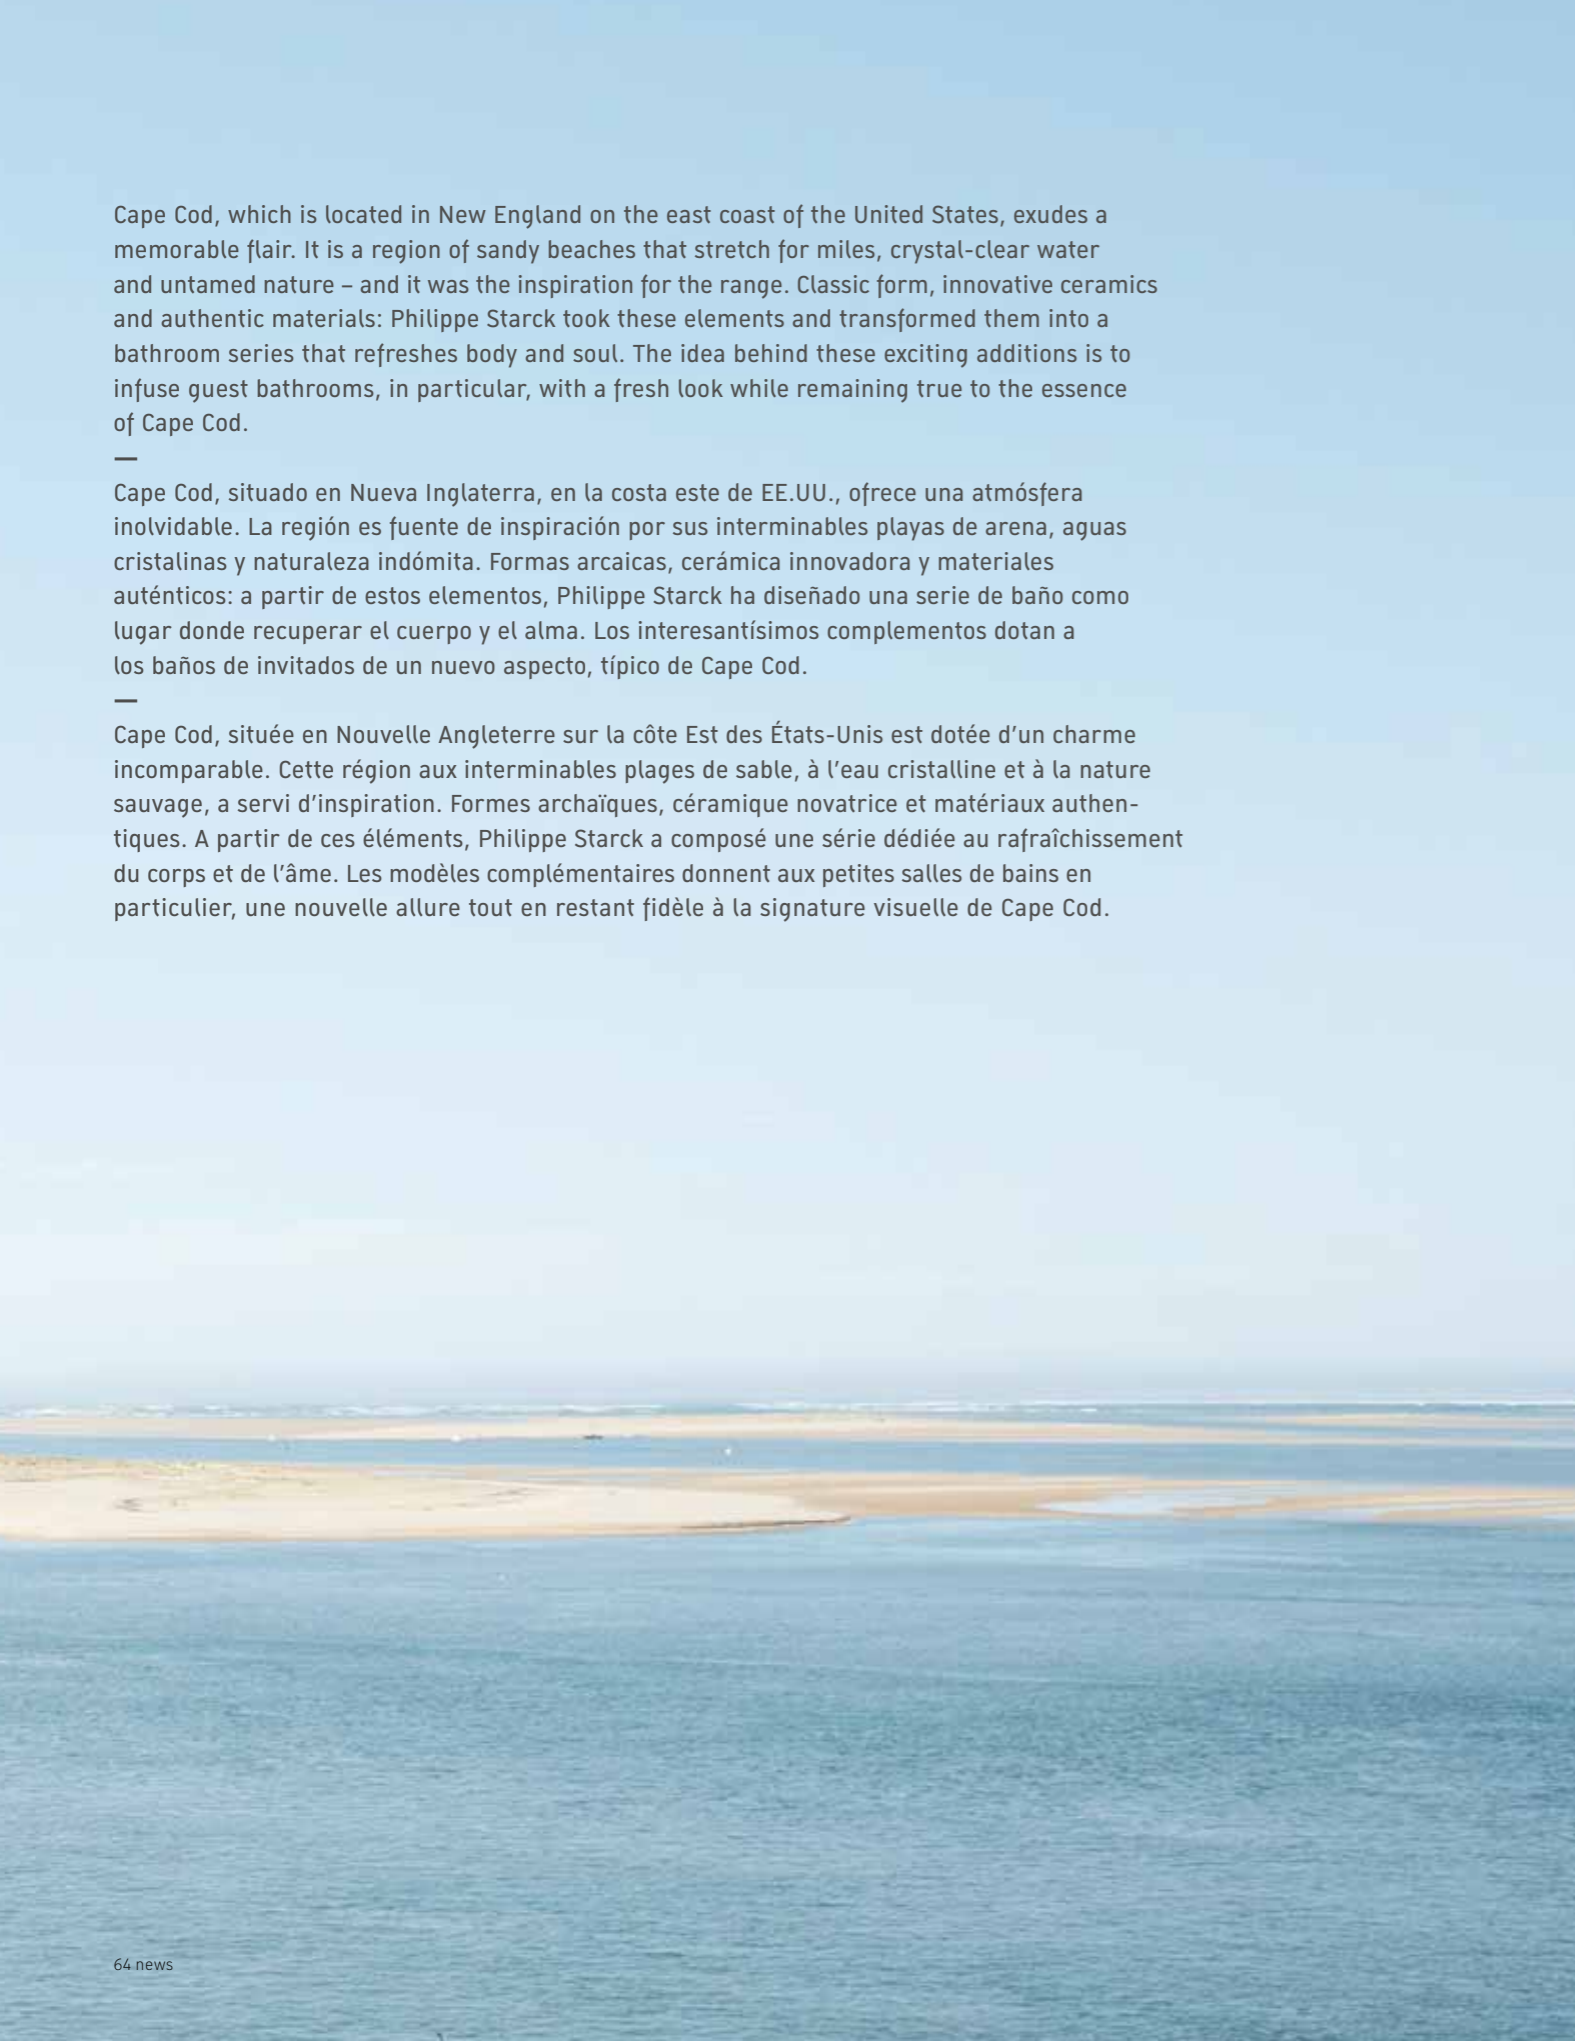 Cape Cod, which is located in New England on the east coast of the United States, exudes a
memorable flair. It is a region of sandy beaches that stretch for miles, crystal-clear water
and untamed nature – and it was the inspiration for the range. Classic form, innovative ceramics
and authentic materials: Philippe Starck took these elements and transformed them into a
bathroom series that refreshes body and soul. The idea behind these exciting additions is to
infuse guest bathrooms, in particular, with a fresh look while remaining true to the essence
of Cape Cod.
—
Cape Cod, situado en Nueva Inglaterra, en la costa este de EE.UU., ofrece una atmósfera
inolvidable. La región es fuente de inspiración por sus interminables playas de arena, aguas
cristalinas y naturaleza indómita. Formas arcaicas, cerámica innovadora y materiales
auténticos: a partir de estos elementos, Philippe Starck ha diseñado una serie de baño como
lugar donde recuperar el cuerpo y el alma. Los interesantísimos complementos dotan a
los baños de invitados de un nuevo aspecto, típico de Cape Cod.
—
Cape Cod, située en Nouvelle Angleterre sur la côte Est des États-Unis est dotée d’un charme
incomparable. Cette région aux interminables plages de sable, à l’eau cristalline et à la nature
sauvage, a servi d’inspiration. Formes archaïques, céramique novatrice et matériaux authen-
tiques. A partir de ces éléments, Philippe Starck a composé une série dédiée au rafraîchissement
du corps et de l’âme. Les modèles complémentaires donnent aux petites salles de bains en
particulier, une nouvelle allure tout en restant fidèle à la signature visuelle de Cape Cod.
64 news